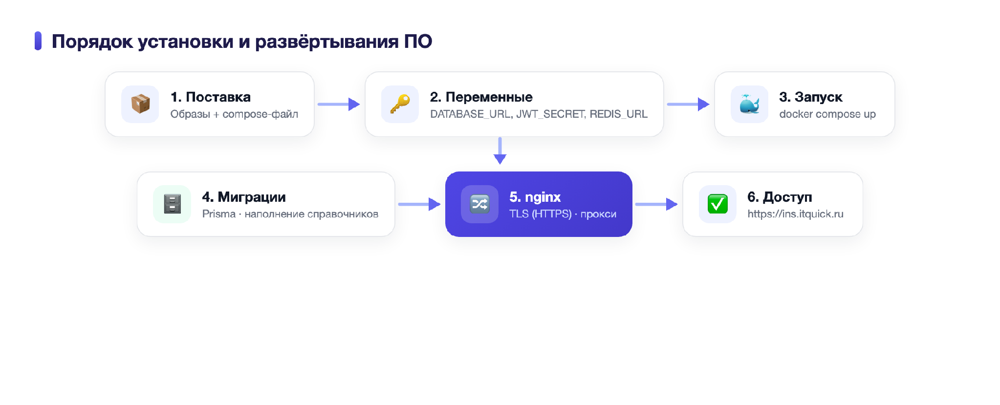 Порядок установки и развёртывания ПО
1. Поставка
Образы + compose-файл
2. Переменные
DATABASE_URL, JWT_SECRET, REDIS_URL
3. Запуск
docker compose up
4. Миграции
Prisma · наполнение справочников
5. nginx
TLS (HTTPS) · прокси
6. Доступ
https://ins.itquick.ru